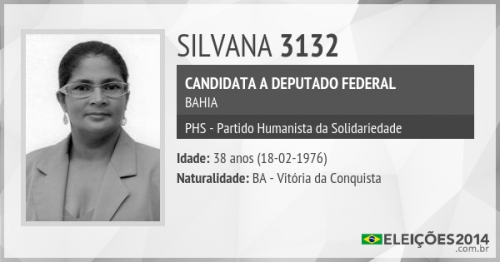 SILVANA 3132
CANDIDATA A DEPUTADO FEDERAL
BAHIA
PHS - Partido Humanista da Solidariedade
Idade: 38 anos (18-02-1976)
Naturalidade: BA - Vitória da Conquista
ELEIÇÕES2014
.com.br